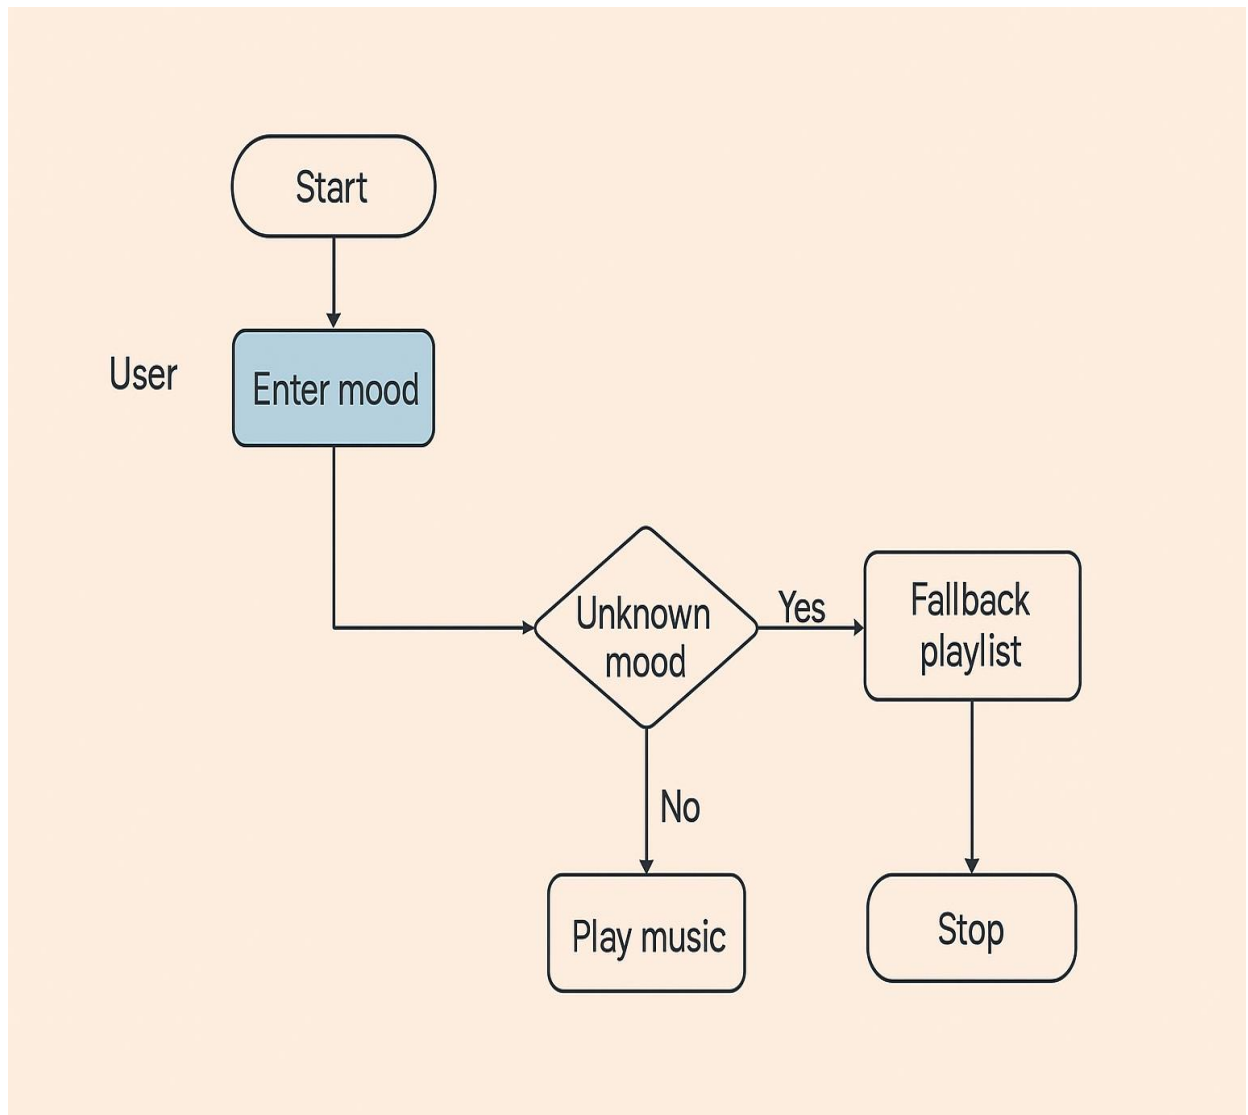 Start
User
Enter mood
Unknown
mood
Yes
Fallback
playlist
No
Play music
Stop